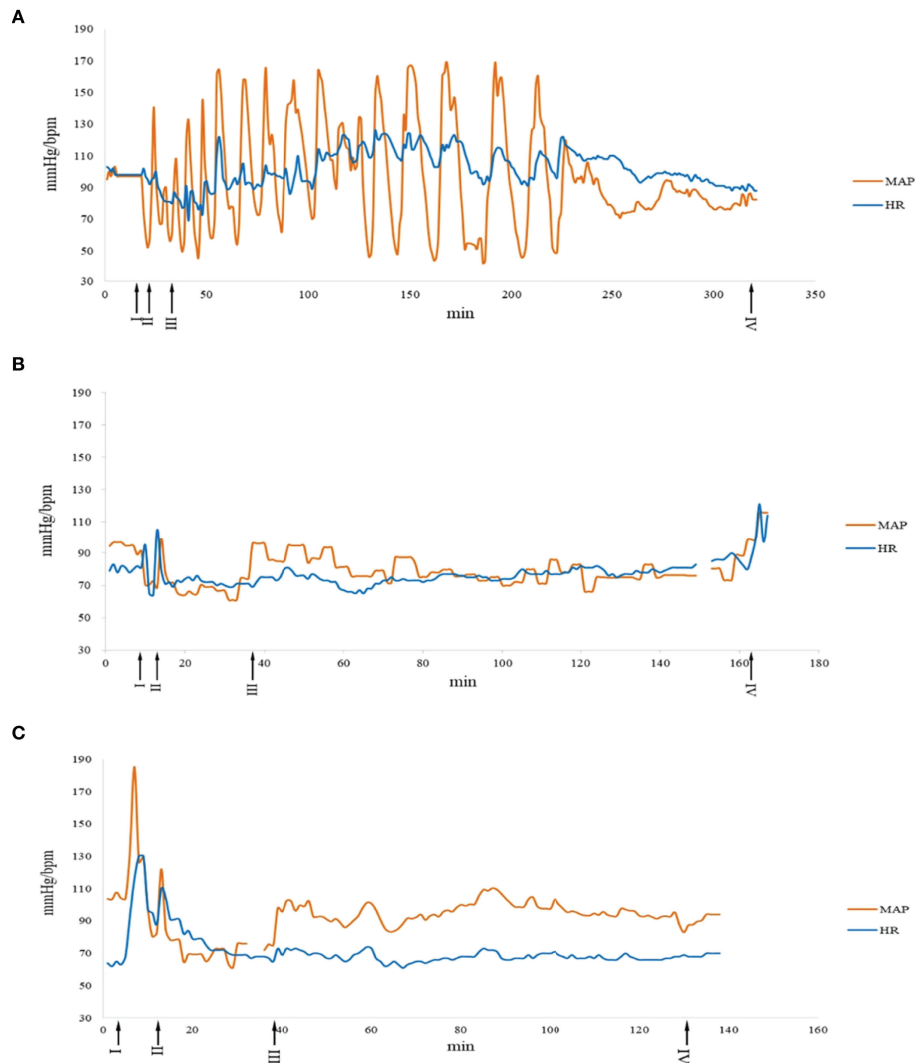 A
190
170
150
130
110
90
70
50
30
mmHg/bpm
0 50 100 150 200 250 300 350
I II III IV
min
MAP
HR
B
190
170
150
130
110
90
70
50
30
mmHg/bpm
0 20 40 60 80 100 120 140 160 180
I II III IV
min
MAP
HR
C
190
170
150
130
110
90
70
50
30
mmHg/bpm
0 20 40 60 80 100 120 140 160
I II III IV
min
MAP
HR